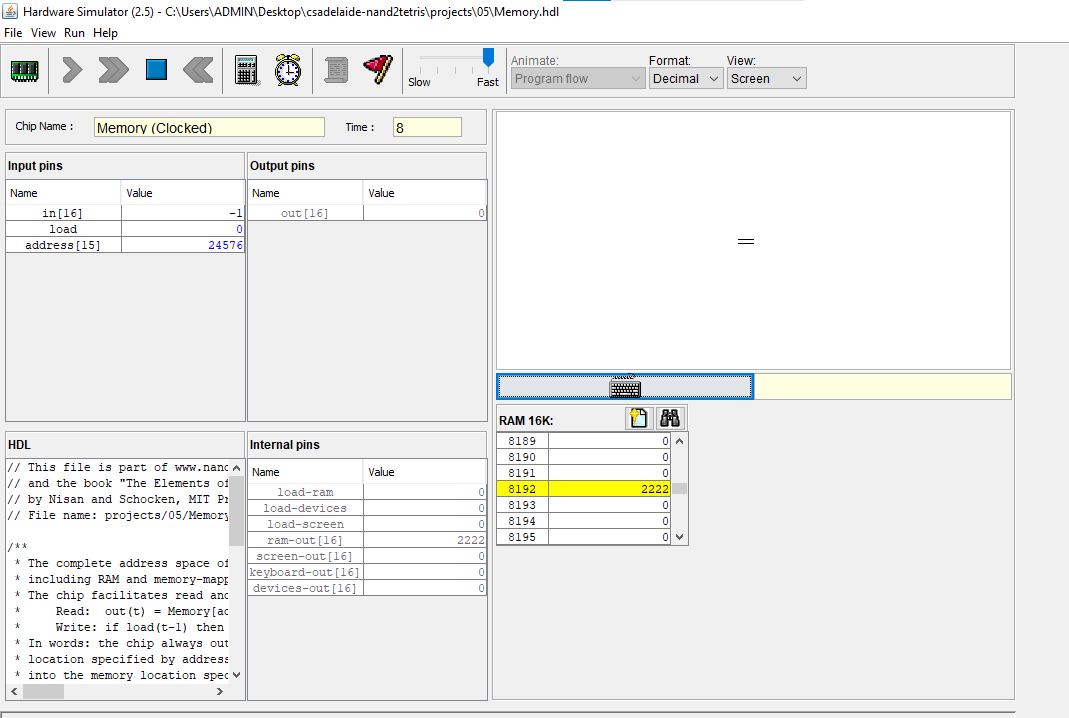 Hardware Simulator (2.5) - C:\Users\ADMIN\Desktop\csadelaide-nand2tetris\projects\05\Memory.hdl
File View Run Help
Slow Fast
Animate: Format: View:
Program flow Decimal Screen
Chip Name : Memory (Clocked) Time : 8
Input pins
Name Value
in[16] -1
load 0
address[15] 24576
Output pins
Name Value
out[16] 0
HDL
// This file is part of www.nanc
// and the book "The Elements of
// by Nisan and Schocken, MIT Pr
// File name: projects/05/Memory
/**
* The complete address space of
* including RAM and memory-mapp
* The chip facilitates read and
* Read: out(t) = Memory[ad
* Write: if load(t-1) then
* In words: the chip always out
* location specified by address
* into the memory location spec
Internal pins
Name Value
load-ram 0
load-devices 0
load-screen 0
ram-out[16] 2222
screen-out[16] 0
keyboard-out[16] 0
devices-out[16] 0
RAM 16K:
8189 0
8190 0
8191 0
8192 2222
8193 0
8194 0
8195 0